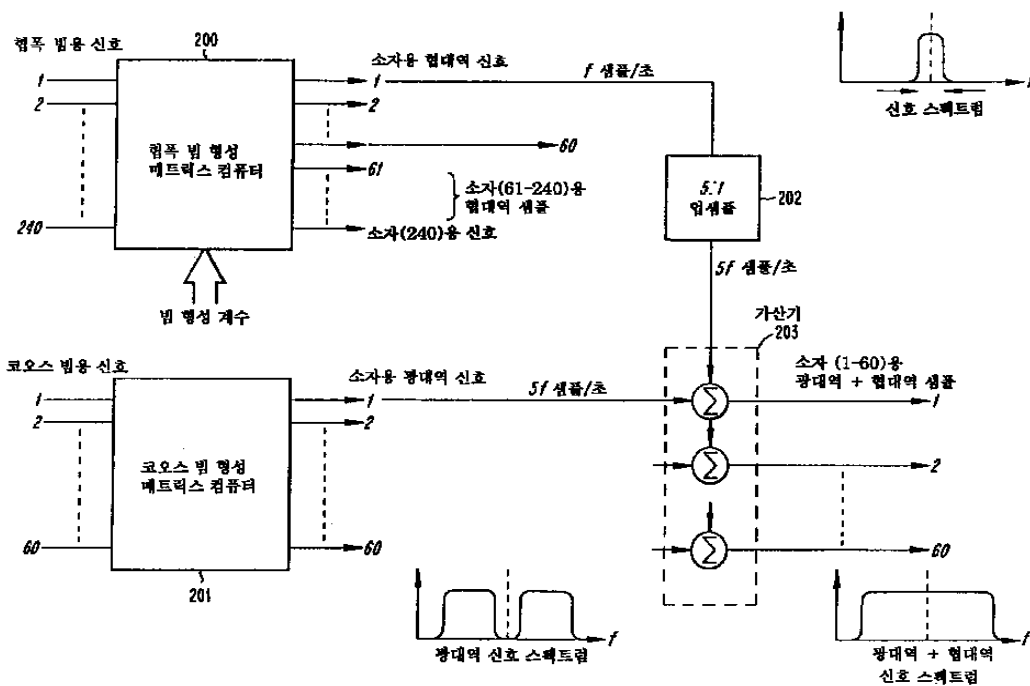 협폭 빔용 신호
200
1
2
240
협폭 빔 형성
매트릭스 컴퓨터
빔 형성 계수
소자용 협대역 신호
1
2
60
61
소자(61-240)용
협대역 샘플
소자(240)용 신호
f 샘플/초
5:1
업샘플
202
5f 샘플/초
f
신호 스펙트럼
코오스 빔용 신호
1
2
60
코오스 빔 형성
매트릭스 컴퓨터
201
소자용 광대역 신호
1
2
60
5f 샘플/초
가산기
203
Σ
Σ
Σ
소자 (1-60)용
광대역 + 협대역 샘플
1
2
60
f
광대역 신호 스펙트럼
f
광대역 + 협대역
신호 스펙트럼